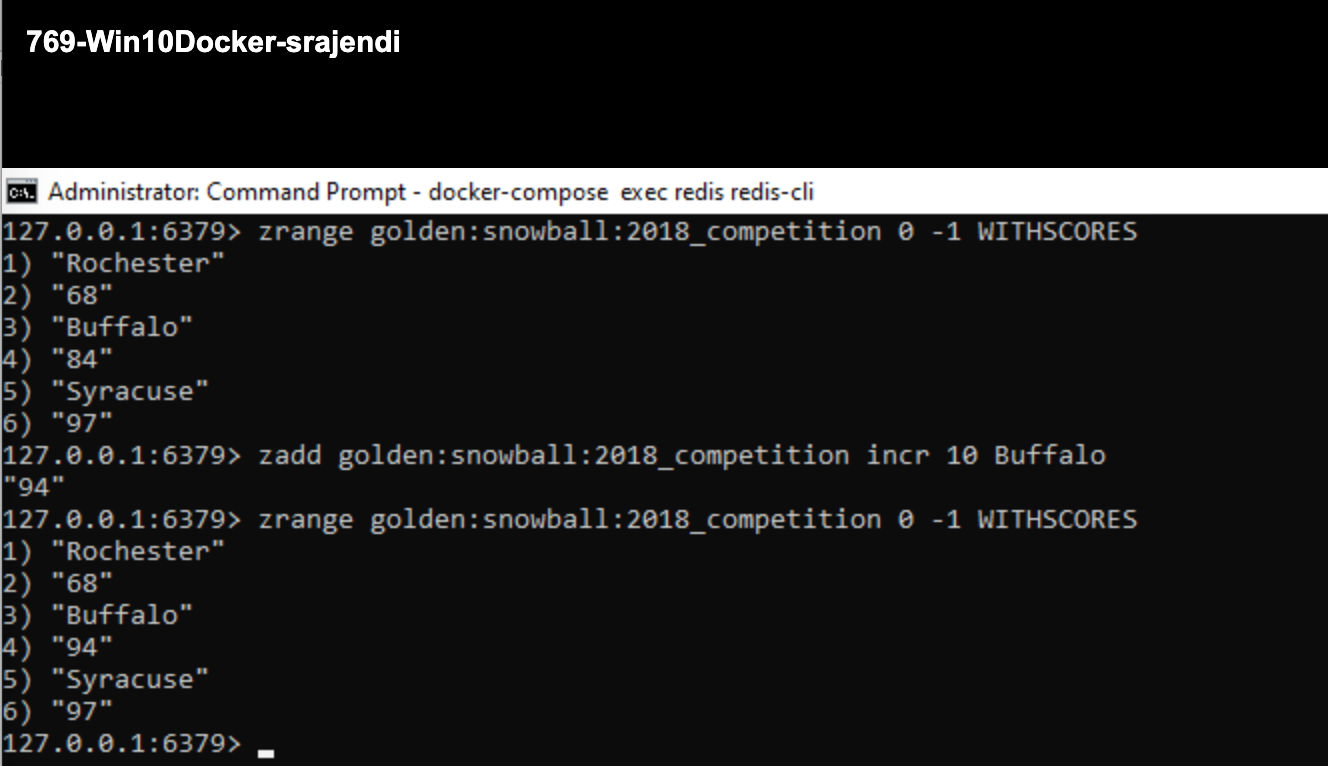 769-Win10Docker-srajendi
Administrator: Command Prompt - docker-compose  exec redis redis-cli
127.0.0.1:6379> zrange golden:snowball:2018_competition 0 -1 WITHSCORES
1) "Rochester"
2) "68"
3) "Buffalo"
4) "84"
5) "Syracuse"
6) "97"
127.0.0.1:6379> zadd golden:snowball:2018_competition incr 10 Buffalo
"94"
127.0.0.1:6379> zrange golden:snowball:2018_competition 0 -1 WITHSCORES
1) "Rochester"
2) "68"
3) "Buffalo"
4) "94"
5) "Syracuse"
6) "97"
127.0.0.1:6379>